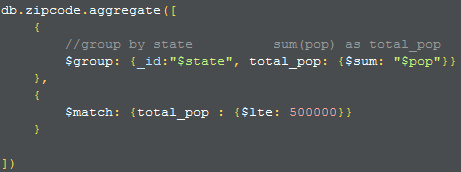 db.zipcode.aggregate([
{
//group by state sum(pop) as total_pop
$group: {_id:"$state", total_pop: {$sum: "$pop"}}
},
{
$match: {total_pop : {$lte: 500000}}
}
])